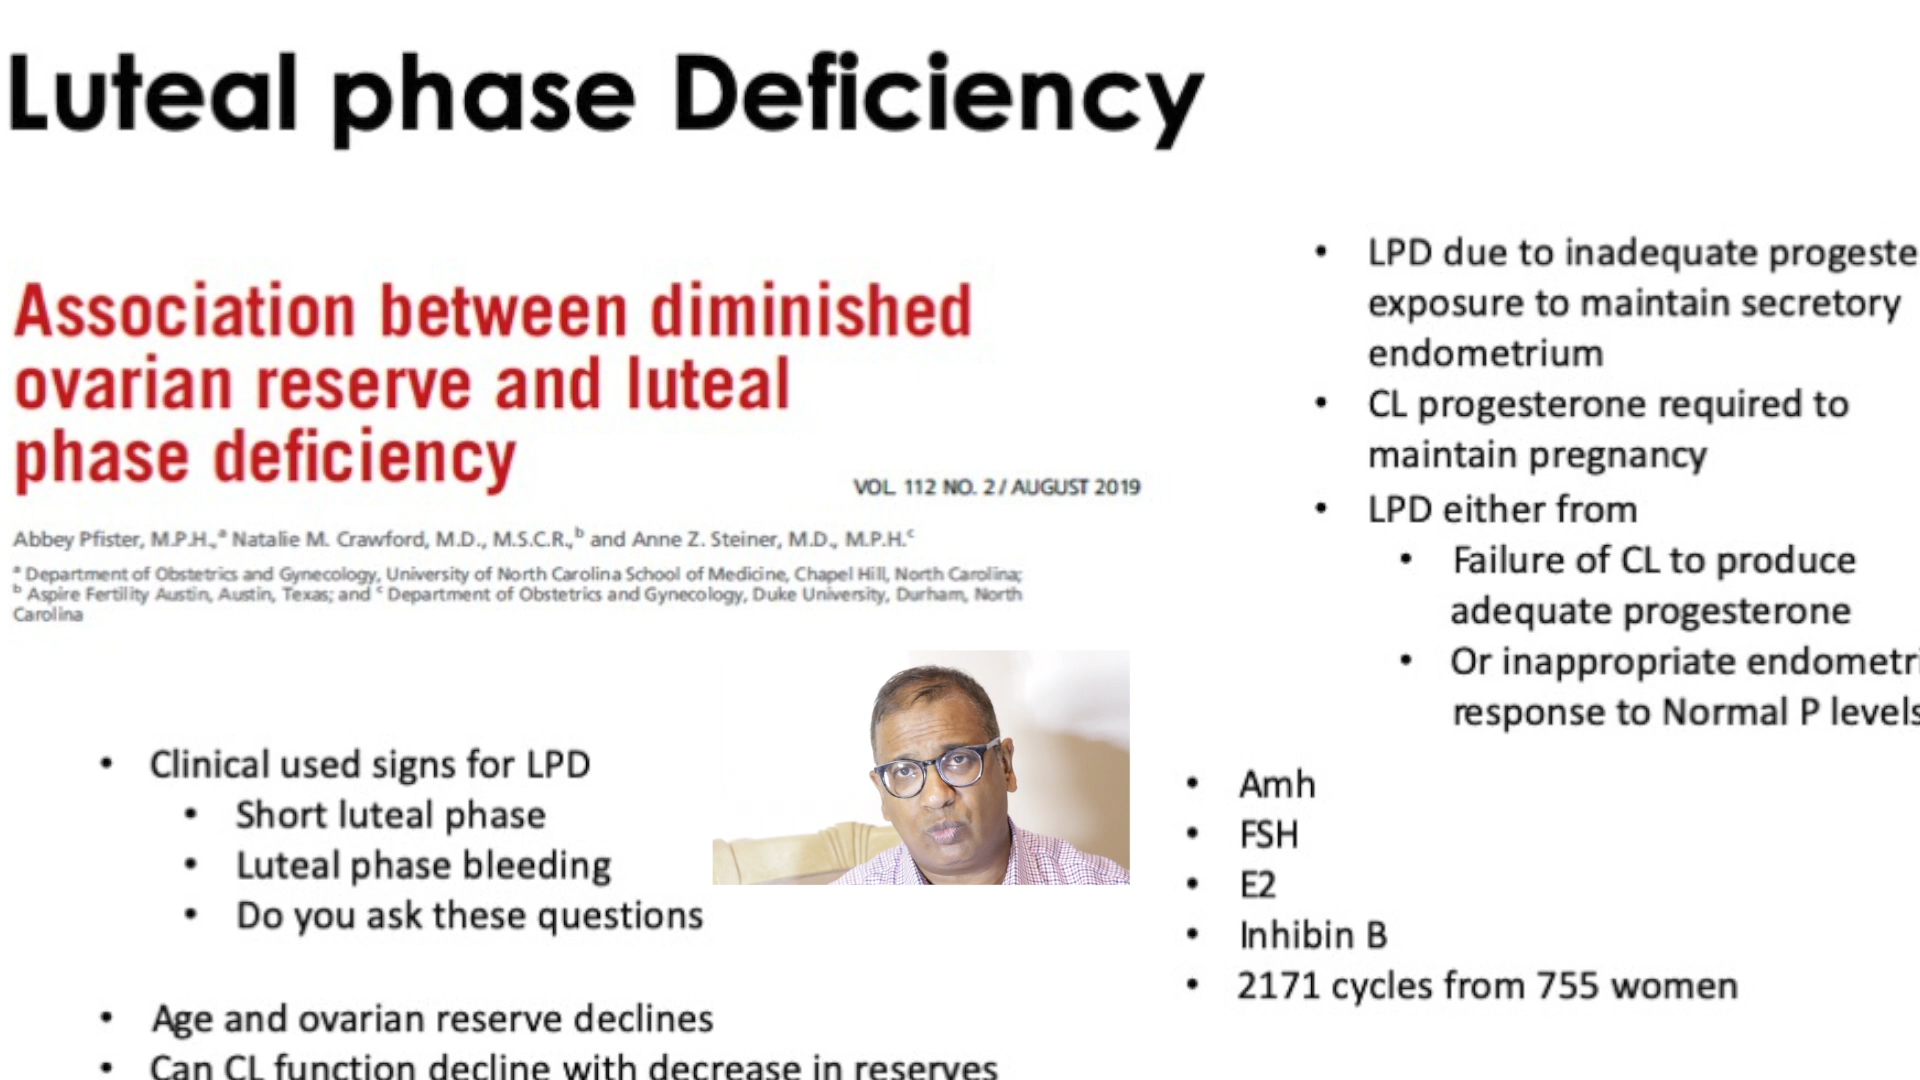 Luteal phase Deficiency
Association between diminished
ovarian reserve and luteal
phase deficiency
VOL. 112 NO. 2 / AUGUST 2019
Abbey Pfister, M.P.H.,a Natalie M. Crawford, M.D., M.S.C.R.,b and Anne Z. Steiner, M.D., M.P.H.c
a Department of Obstetrics and Gynecology, University of North Carolina School of Medicine, Chapel Hill, North Carolina;
b Aspire Fertility Austin, Austin, Texas; and c Department of Obstetrics and Gynecology, Duke University, Durham, North
Carolina
• Clinical used signs for LPD
• Short luteal phase
• Luteal phase bleeding
• Do you ask these questions
• Age and ovarian reserve declines
• Can CL function decline with decrease in reserves
• LPD due to inadequate progeste
exposure to maintain secretory
endometrium
• CL progesterone required to
maintain pregnancy
• LPD either from
• Failure of CL to produce
adequate progesterone
• Or inappropriate endometri
response to Normal P levels
• Amh
• FSH
• E2
• Inhibin B
• 2171 cycles from 755 women